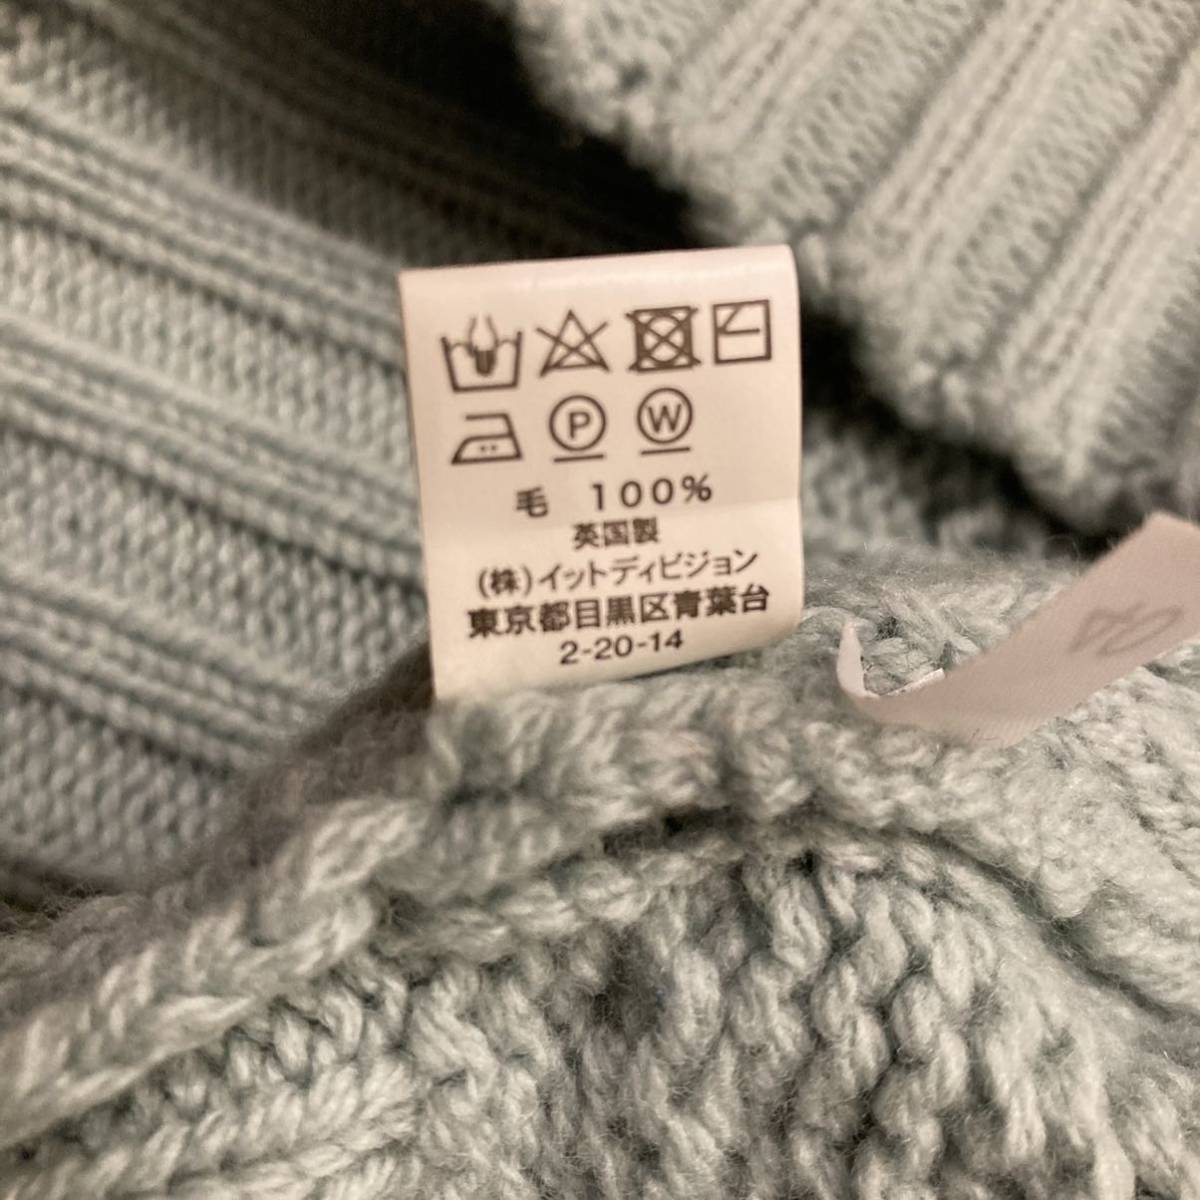 P W
毛 100%
英国製
(株)イットディビジョン
東京都目黒区青葉台
2-20-14